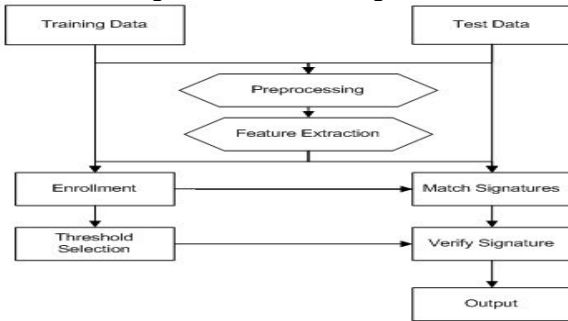 Training Data
Test Data
Preprocessing
Feature Extraction
Enrollment
Match Signatures
Threshold
Selection
Verify Signature
Output